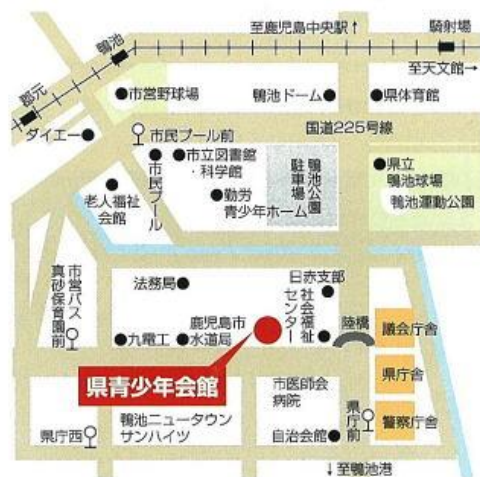 至鹿児島中央駅↑
騎射場
鴨池
至天文館→
郡元
市営野球場
鴨池ドーム
県体育館
ダイエー
市民プール前
国道225号線
市民プール
市立図書館
・科学館
鴨池公園
駐車場
県立
鴨池球場
老人福祉
会館
勤労
青少年ホーム
鴨池運動公園
市営バス
真砂保育園前
法務局
日赤支部
社会福祉
センター
九電工
鹿児島市
水道局
陸橋
議会庁舎
県青少年会館
県庁舎
市医師会
病院
県庁前
県庁西
鴨池ニュータウン
サンハイツ
自治会館
警察庁舎
↓至鴨池港